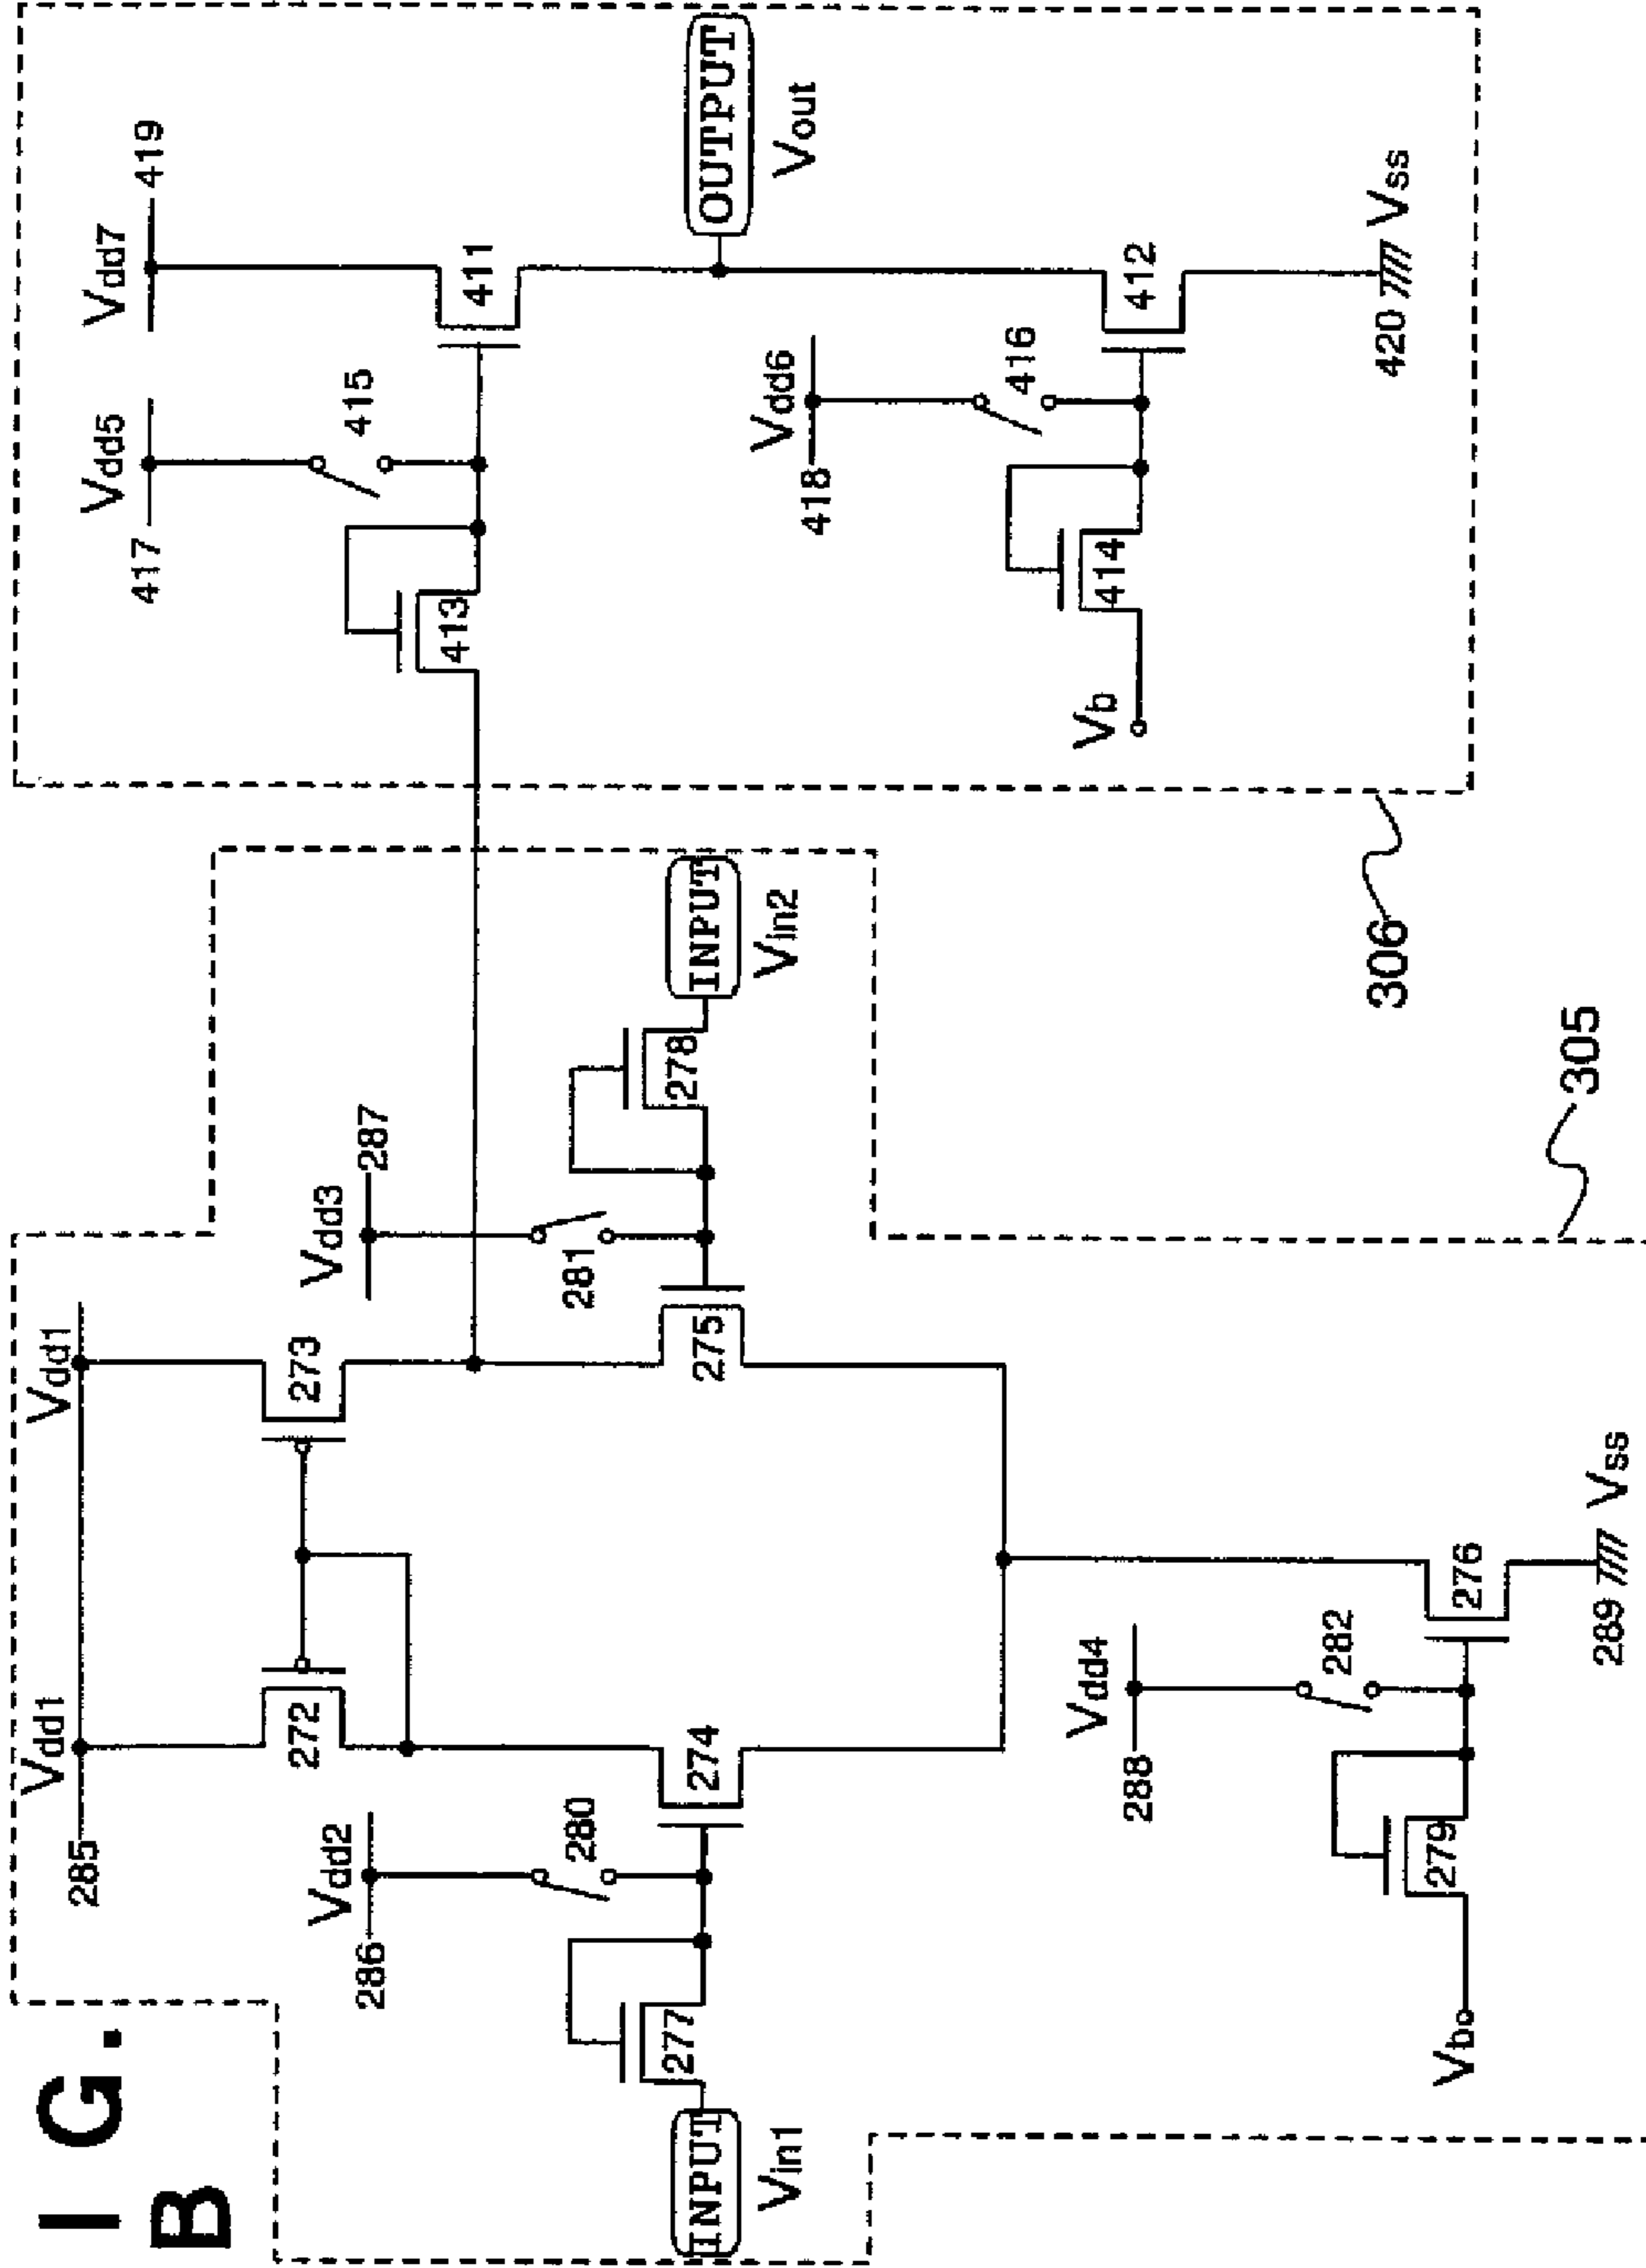 I G.
B
Vdd1
Vdd1
285
272
273
Vdd2
286
280
Vdd3
287
281
INPUT
Vin1
277
274
275
278
INPUT
Vin2
Vdd4
288
282
Vb
279
276
289
Vss
305
306
Vdd5
417
415
Vdd7
419
413
411
OUTPUT
Vout
Vdd6
418
416
Vb
414
412
420
Vss